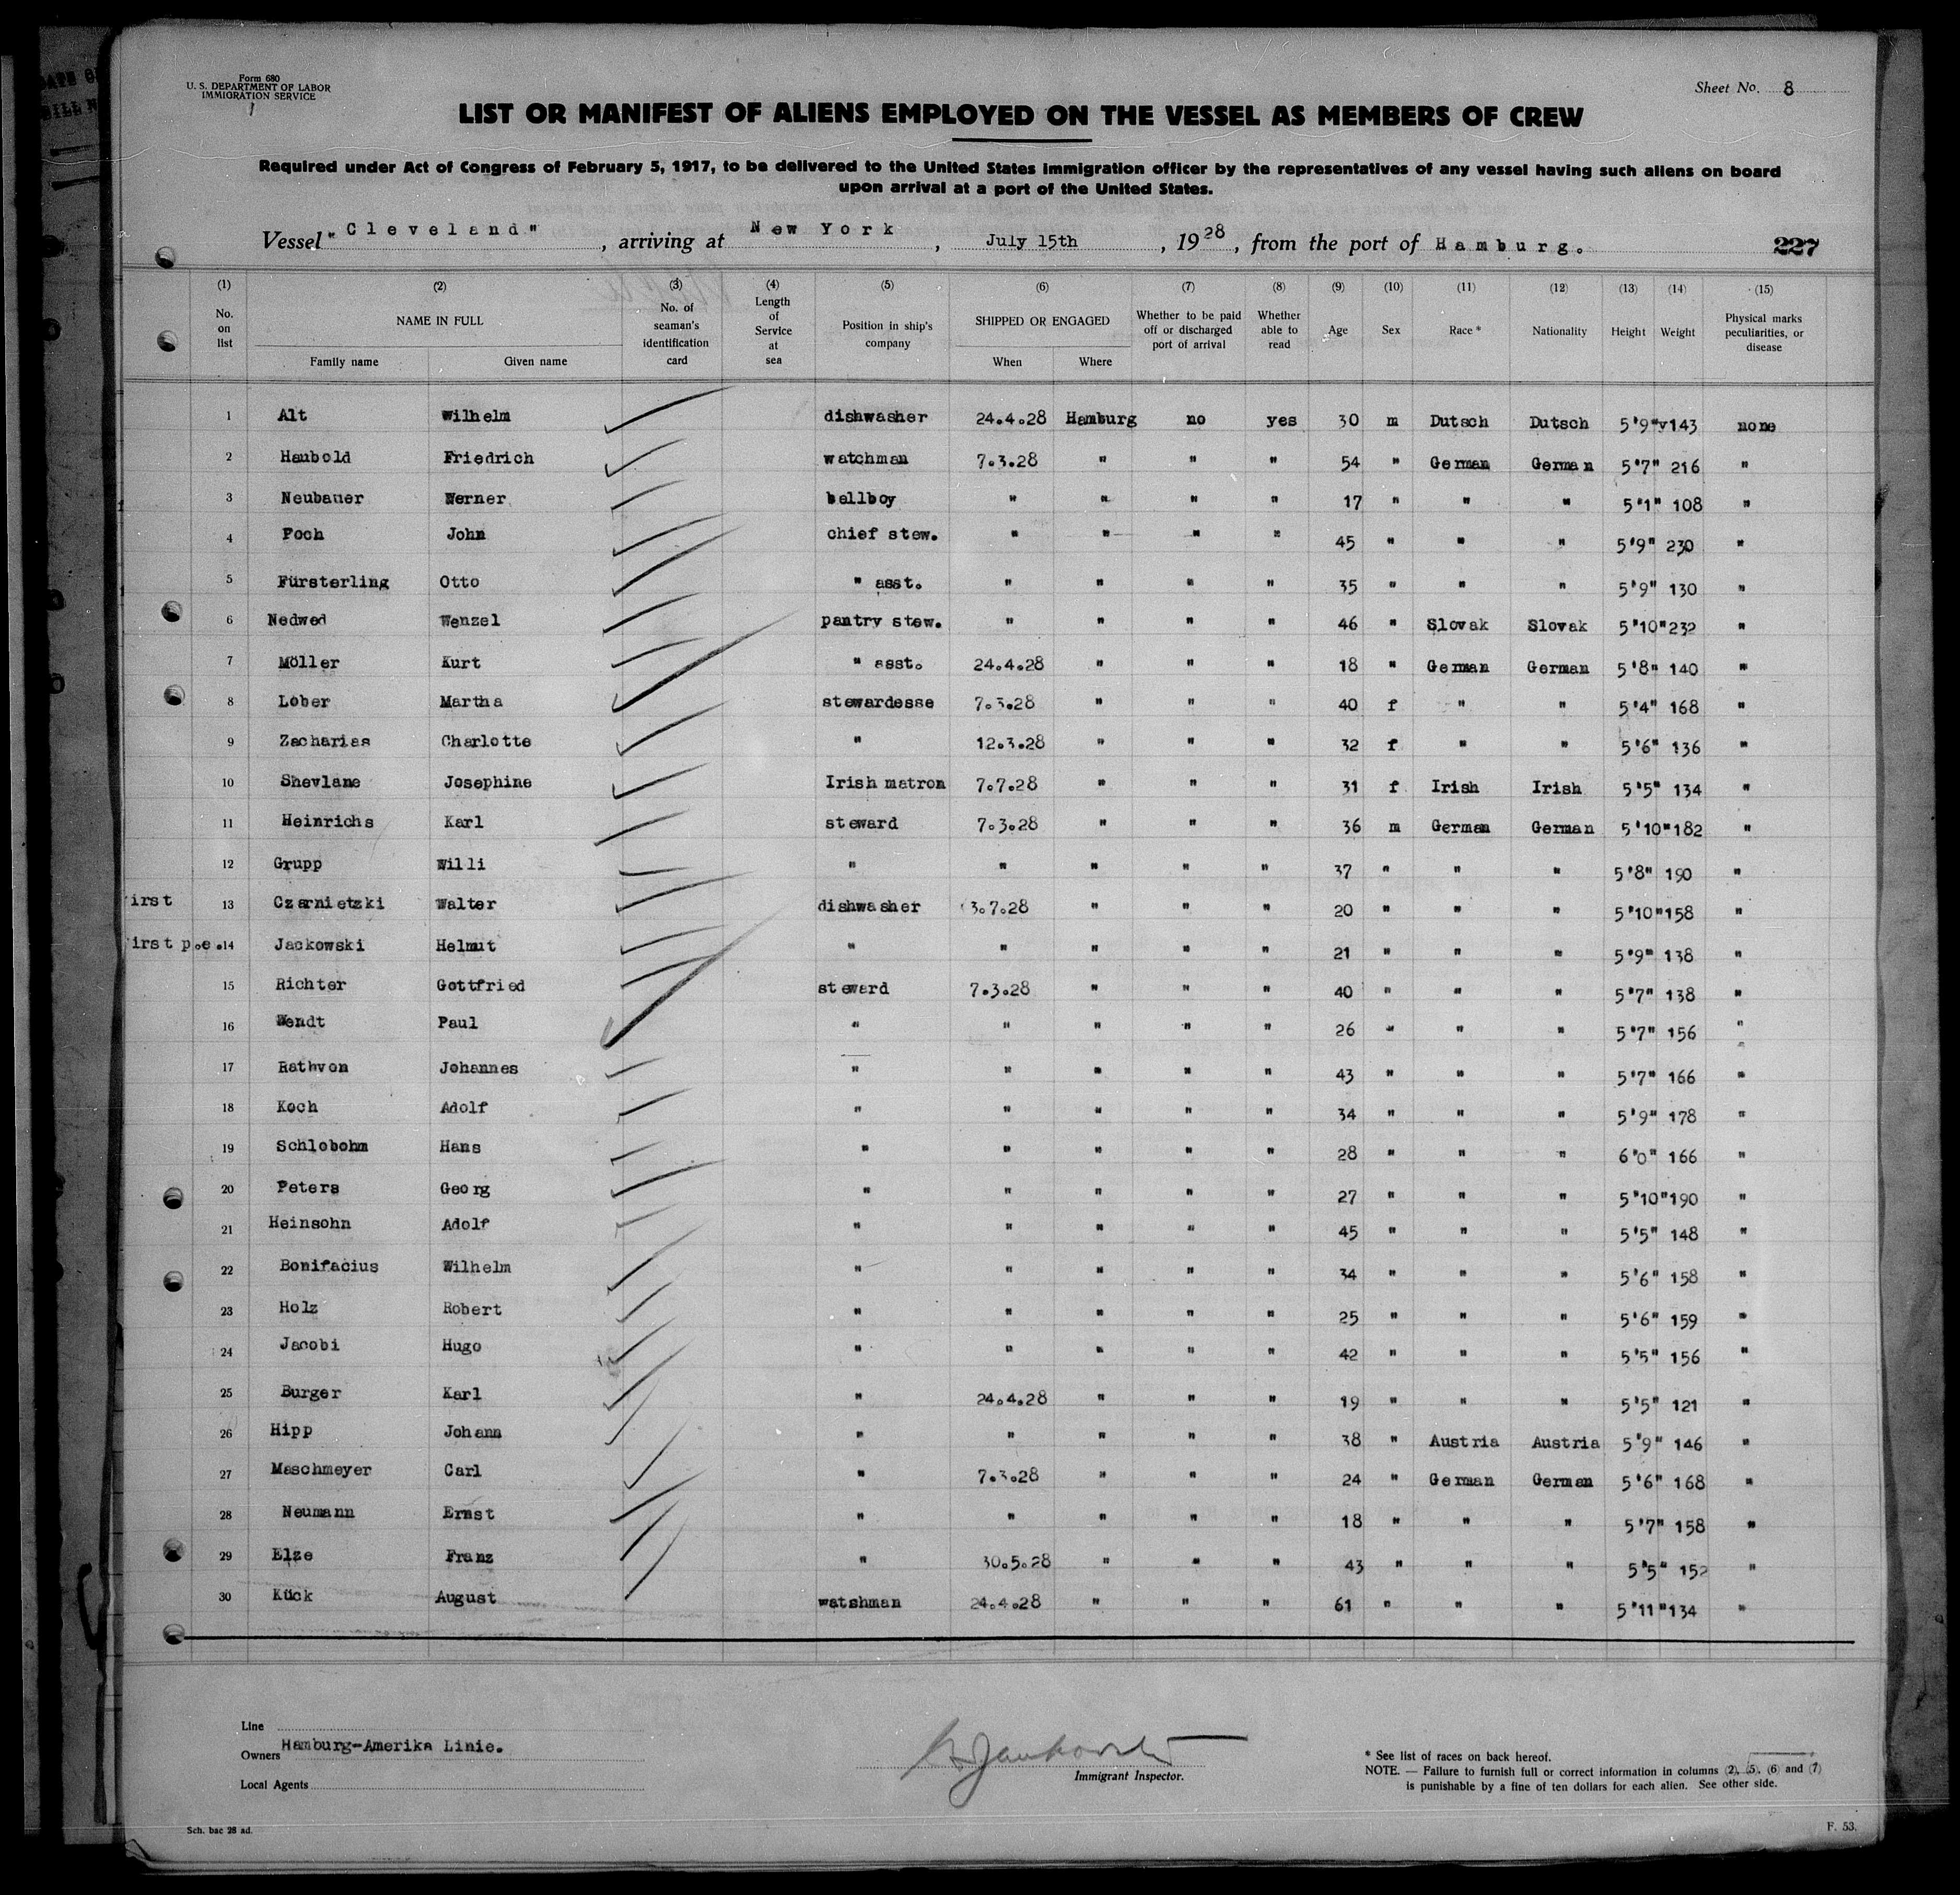 Form 680
U. S. DEPARTMENT OF LABOR
IMMIGRATION SERVICE
Sheet No. 8
LIST OR MANIFEST OF ALIENS EMPLOYED ON THE VESSEL AS MEMBERS OF CREW
Required under Act of Congress of February 5, 1917, to be delivered to the United States immigration officer by the representatives of any vessel having such aliens on board
upon arrival at a port of the United States.
Vessel "Cleveland", arriving at New York, July 15th, 1928, from the port of Hamburg. 227
(1) (2) (3) (4) (5) (6) (7) (8) (9) (10) (11) (12) (13) (14) (15)
No. on list
NAME IN FULL
Family name Given name
No. of seaman's identification card
Length of Service at sea
Position in ship's company
SHIPPED OR ENGAGED
When Where
Whether to be paid off or discharged port of arrival
Whether able to read
Age Sex Race * Nationality Height Weight
Physical marks peculiarities, or disease
1 Alt Wilhelm dishwasher 24.4.28 Hamburg no yes 30 m Dutsch Dutsch 5'9" 143 none
2 Haubold Friedrich watchman 7.3.28 " " " 54 " German German 5'7" 216 "
3 Neubauer Werner bellboy " " " " 17 " " " 5'1" 108 "
4 Poch John chief stew. " " " " 45 " " " 5'9" 230 "
5 Fürsterling Otto " asst. " " " " 35 " " " 5'9" 130 "
6 Nedwed Wenzel pantry stew. " " " " 46 " Slovak Slovak 5'10" 232 "
7 Möller Kurt " asst. 24.4.28 " " " 18 " German German 5'8" 140 "
8 Lober Martha stewardesse 7.3.28 " " " 40 f " " 5'4" 168 "
9 Zacharias Charlotte " 12.3.28 " " " 32 f " " 5'6" 136 "
10 Shevlane Josephine Irish matron 7.7.28 " " " 31 f Irish Irish 5'5" 134 "
11 Heinrichs Karl steward 7.3.28 " " " 36 m German German 5'10" 182 "
12 Grupp Willi " " " " " 37 " " " 5'8" 190 "
irst 13 Czarnietzki Walter dishwasher 3.7.28 " " " 20 " " " 5'10" 158 "
irst p.e. 14 Jackowski Helmut " " " " " 21 " " " 5'9" 138 "
15 Richter Gottfried steward 7.3.28 " " " 40 " " " 5'7" 138 "
16 Wendt Paul " " " " " 26 " " " 5'7" 156 "
17 Rathvon Johannes " " " " " 43 " " " 5'7" 166 "
18 Koch Adolf " " " " " 34 " " " 5'9" 178 "
19 Schlobohm Hans " " " " " 28 " " " 6'0" 166 "
20 Peters Georg " " " " " 27 " " " 5'10" 190 "
21 Heinsohn Adolf " " " " " 45 " " " 5'5" 148 "
22 Bonifacius Wilhelm " " " " " 34 " " " 5'6" 158 "
23 Holz Robert " " " " " 25 " " " 5'6" 159 "
24 Jacobi Hugo " " " " " 42 " " " 5'5" 156 "
25 Burger Karl " 24.4.28 " " " 19 " " " 5'5" 121 "
26 Hipp Johann " " " " " 38 " Austria Austria 5'9" 146 "
27 Maschmeyer Carl " 7.3.28 " " " 24 " German German 5'6" 168 "
28 Neumann Ernst " " " " " 18 " " " 5'7" 158 "
29 Elze Franz " 30.5.28 " " " 43 " " " 5'5" 152 "
30 Kück August watshman 24.4.28 " " " 61 " " " 5'11" 134 "
Line
Owners Hamburg-Amerika Linie.
Local Agents
Immigrant Inspector.
* See list of races on back hereof.
NOTE. — Failure to furnish full or correct information in columns (2), (5), (6) and (7)
is punishable by a fine of ten dollars for each alien. See other side.
Sch. bac 28 ad.
F. 53.